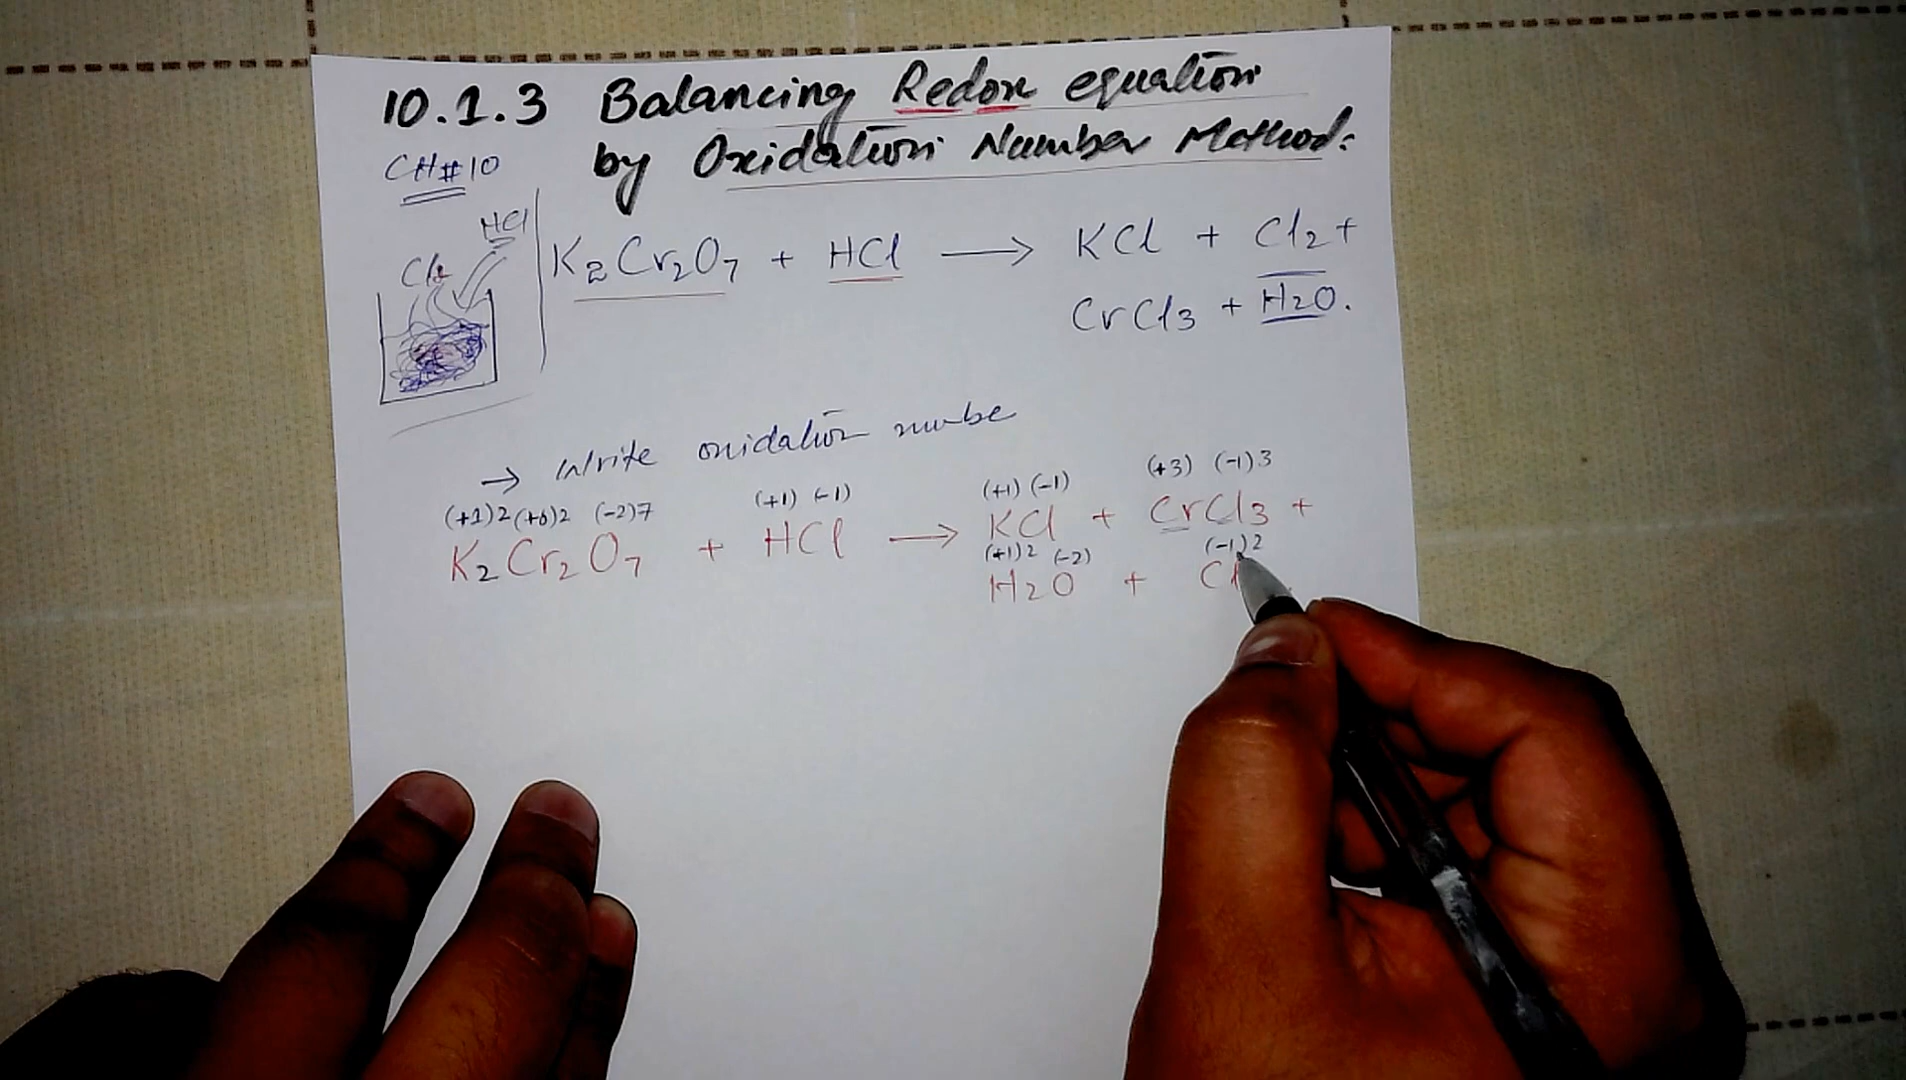 10.1.3 Balancing Redox equation
by Oxidation Number Method:
CH#10
HCl
Cl2
K2Cr2O7 + HCl → KCl + Cl2 +
CrCl3 + H2O.
→ Write oxidation numbe
(+1)2 (+6)2 (-2)7 (+1) (-1) (+1) (-1) (+3) (-1)3
K2Cr2O7 + HCl → KCl + CrCl3 +
(+1)2 (-2) (-1)2
H2O + Cl